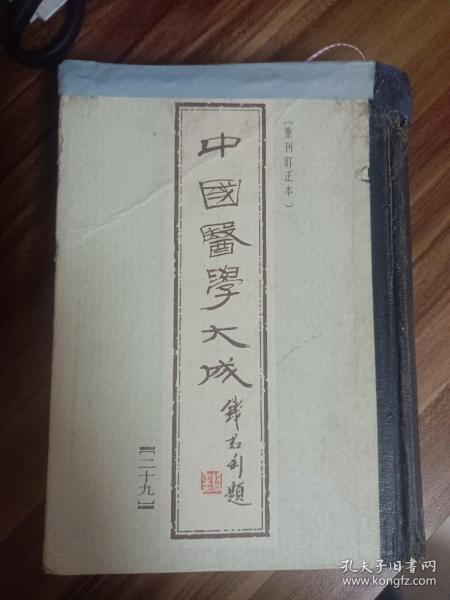 〔重刊訂正本〕
中國醫學大成
錢君匋題
【二十九】
孔夫子旧书网
www.kongfz.com